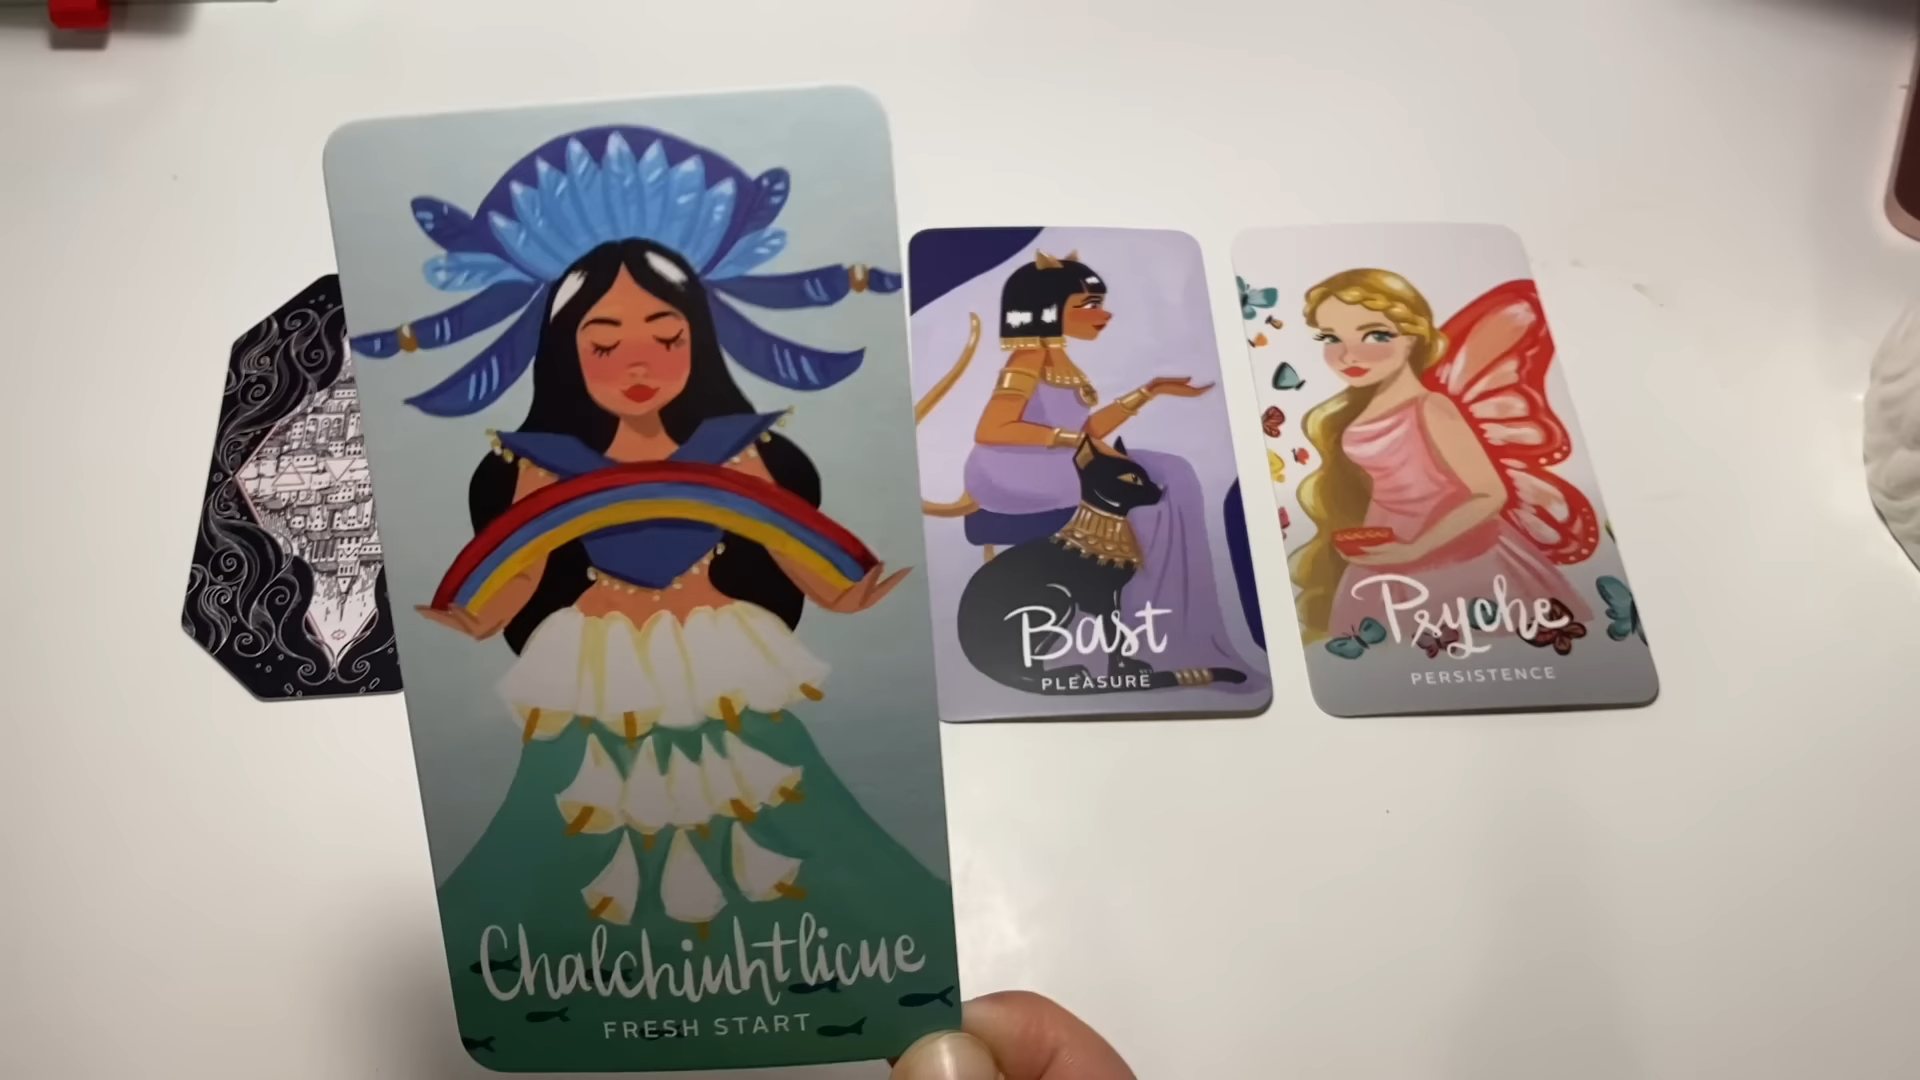 Chalchiuhtlicue
FRESH START
Bast
PLEASURE
Psyche
PERSISTENCE